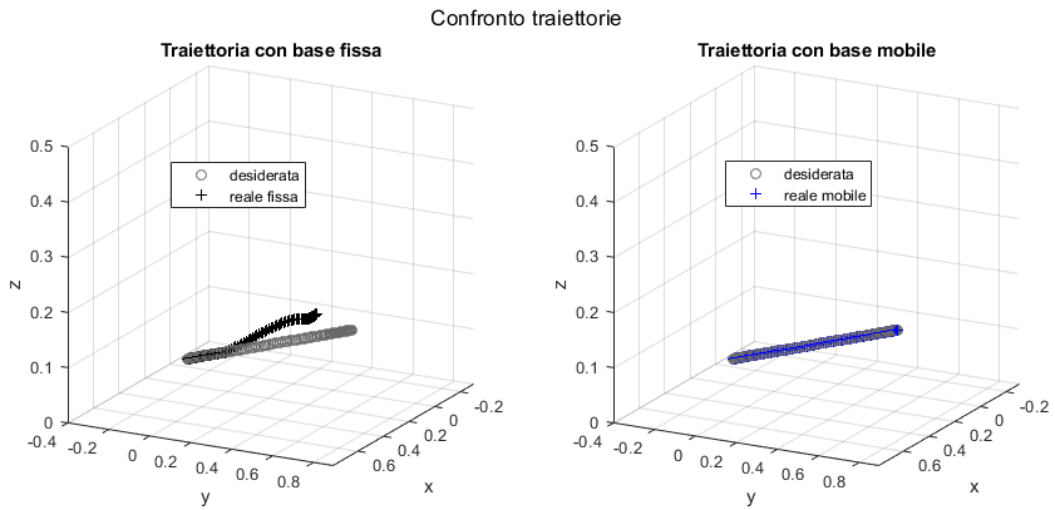 Confronto traiettorie
Traiettoria con base fissa
0.5
0.4
0.3
0.2
0.1
0
z
desiderata
reale fissa
-0.4
-0.2
0
0.2
0.4
0.6
0.8
y
0.6
0.4
0.2
0
-0.2
x
Traiettoria con base mobile
0.5
0.4
0.3
0.2
0.1
0
z
desiderata
reale mobile
-0.4
-0.2
0
0.2
0.4
0.6
0.8
y
0.6
0.4
0.2
0
-0.2
x